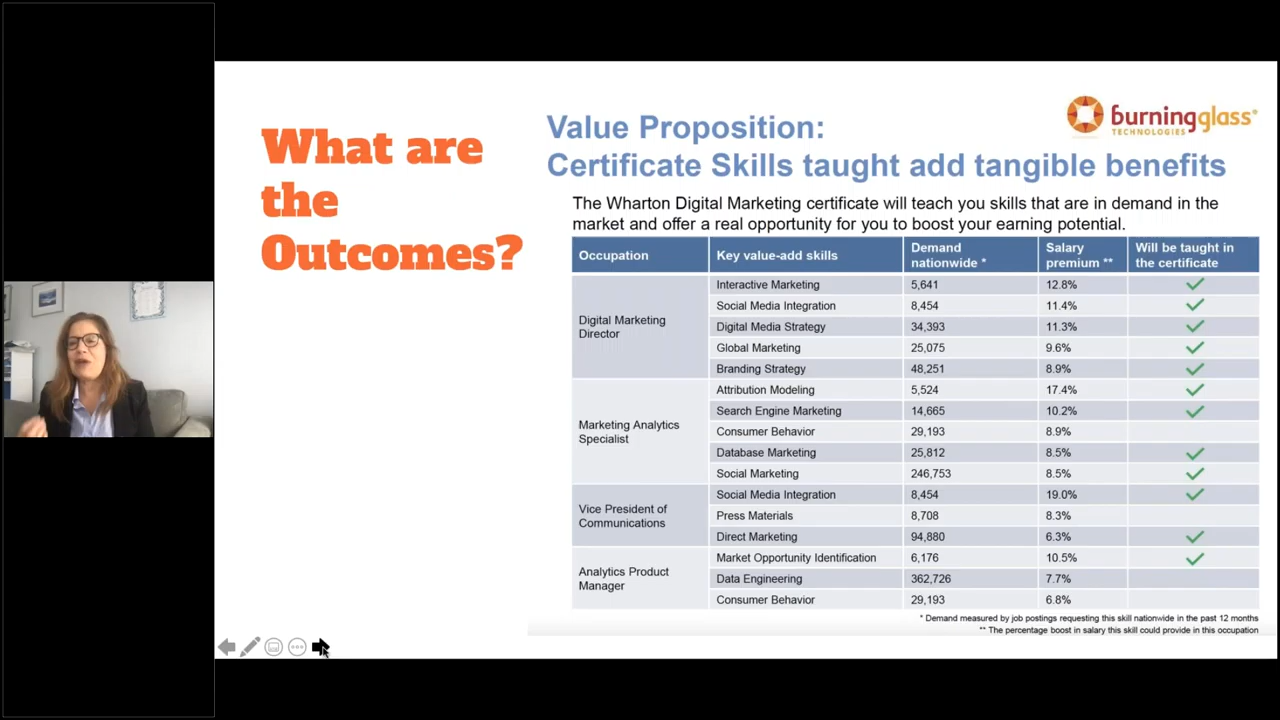 What are
the
Outcomes?
burningglass®
TECHNOLOGIES
Value Proposition:
Certificate Skills taught add tangible benefits
The Wharton Digital Marketing certificate will teach you skills that are in demand in the
market and offer a real opportunity for you to boost your earning potential.
Occupation Key value-add skills Demand nationwide * Salary premium ** Will be taught in the certificate
Digital Marketing Director
Interactive Marketing 5,641 12.8% ✓
Social Media Integration 8,454 11.4% ✓
Digital Media Strategy 34,393 11.3% ✓
Global Marketing 25,075 9.6% ✓
Branding Strategy 48,251 8.9% ✓
Marketing Analytics Specialist
Attribution Modeling 5,524 17.4% ✓
Search Engine Marketing 14,665 10.2% ✓
Consumer Behavior 29,193 8.9%
Database Marketing 25,812 8.5% ✓
Social Marketing 246,753 8.5% ✓
Vice President of Communications
Social Media Integration 8,454 19.0% ✓
Press Materials 8,708 8.3%
Direct Marketing 94,880 6.3% ✓
Analytics Product Manager
Market Opportunity Identification 6,176 10.5% ✓
Data Engineering 362,726 7.7%
Consumer Behavior 29,193 6.8%
* Demand measured by job postings requesting this skill nationwide in the past 12 months
** The percentage boost in salary this skill could provide in this occupation